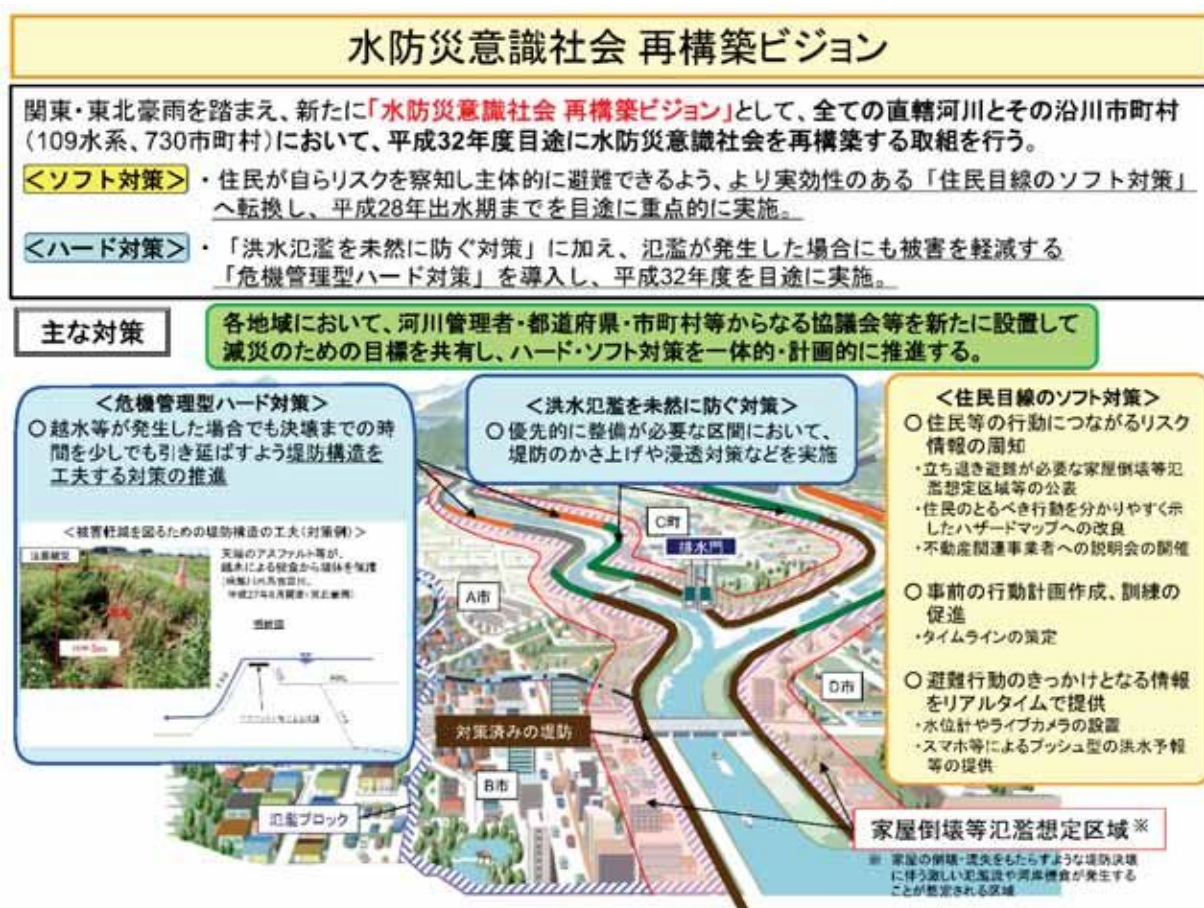 水防災意識社会 再構築ビジョン
関東・東北豪雨を踏まえ、新たに「水防災意識社会 再構築ビジョン」として、全ての直轄河川とその沿川市町村
（109水系、730市町村）において、平成32年度目途に水防災意識社会を再構築する取組を行う。
＜ソフト対策＞ ・住民が自らリスクを察知し主体的に避難できるよう、より実効性のある「住民目線のソフト対策」
へ転換し、平成28年出水期までを目途に重点的に実施。
＜ハード対策＞ ・「洪水氾濫を未然に防ぐ対策」に加え、氾濫が発生した場合にも被害を軽減する
「危機管理型ハード対策」を導入し、平成32年度を目途に実施。
主な対策
各地域において、河川管理者・都道府県・市町村等からなる協議会等を新たに設置して
減災のための目標を共有し、ハード・ソフト対策を一体的・計画的に推進する。
＜危機管理型ハード対策＞
○越水等が発生した場合でも決壊までの時
間を少しでも引き延ばすよう堤防構造を
工夫する対策の推進
＜被害軽減を図るための堤防構造の工夫（対策例）＞
天端のアスファルト等が、
越水による侵食から堤体を保護
＜洪水氾濫を未然に防ぐ対策＞
○優先的に整備が必要な区間において、
堤防のかさ上げや浸透対策などを実施
＜住民目線のソフト対策＞
○住民等の行動につながるリスク
情報の周知
・立ち退き避難が必要な家屋倒壊等氾
濫想定区域等の公表
・住民のとるべき行動を分かりやすく示
したハザードマップへの改良
・不動産関連事業者への説明会の開催
○事前の行動計画作成、訓練の
促進
・タイムラインの策定
○避難行動のきっかけとなる情報
をリアルタイムで提供
・水位計やライブカメラの設置
・スマホ等によるプッシュ型の洪水予報
等の提供
C町
排水門
A市
D市
対策済みの堤防
B市
氾濫ブロック
家屋倒壊等氾濫想定区域※
※ 家屋の倒壊・流失をもたらすような堤防決壊
に伴う激しい氾濫流や河岸侵食が発生する
ことが想定される区域